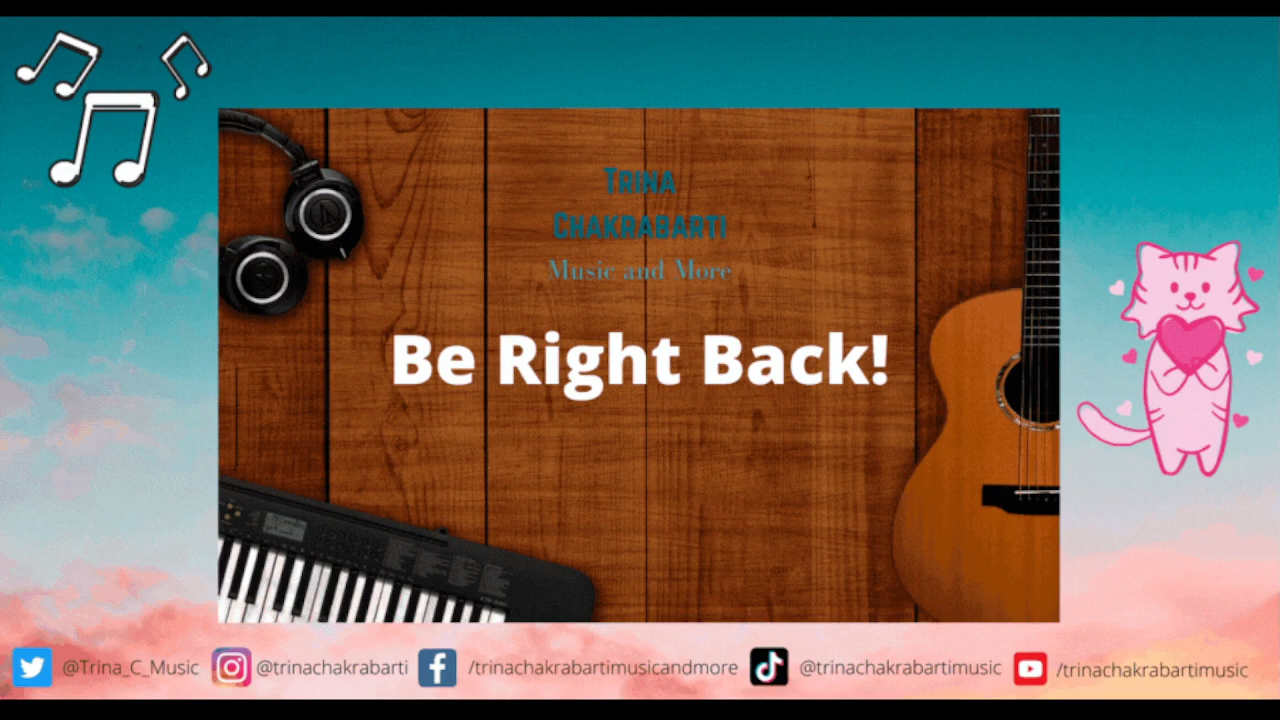 Trina
Chakrabarti
Music and More
Be Right Back!
@Trina_C_Music @trinachakrabarti /trinachakrabartimusicandmore @trinachakrabartimusic /trinachakrabartimusic